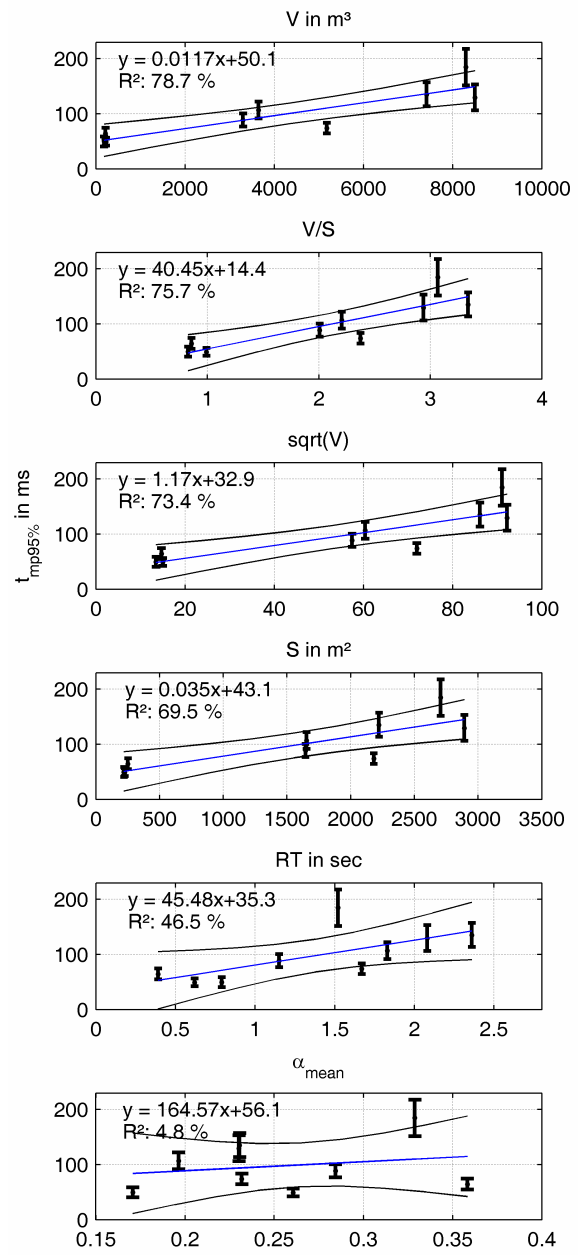 V in m³
y = 0.0117x+50.1
R²: 78.7 %
200
100
0
0 2000 4000 6000 8000 10000
V/S
y = 40.45x+14.4
R²: 75.7 %
200
100
0
0 1 2 3 4
sqrt(V)
y = 1.17x+32.9
R²: 73.4 %
200
100
0
0 20 40 60 80 100
t_mp95% in ms
S in m²
y = 0.035x+43.1
R²: 69.5 %
200
100
0
0 500 1000 1500 2000 2500 3000 3500
RT in sec
y = 45.48x+35.3
R²: 46.5 %
200
100
0
0 0.5 1 1.5 2 2.5
α_mean
y = 164.57x+56.1
R²: 4.8 %
200
100
0
0.15 0.2 0.25 0.3 0.35 0.4